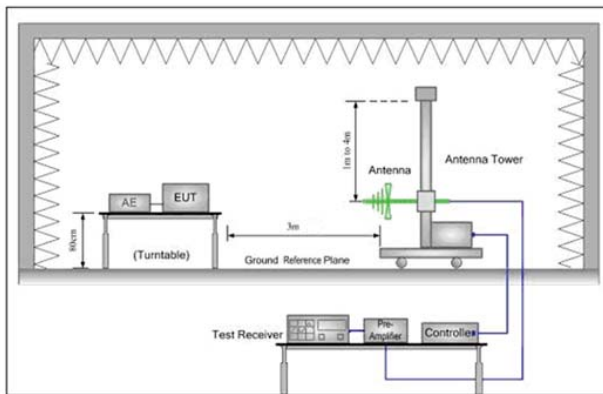 1m to 4m
Antenna
Antenna Tower
AE
EUT
80cm
(Turntable)
3m
Ground Reference Plane
Test Receiver
Pre-
Amplifier
Controller